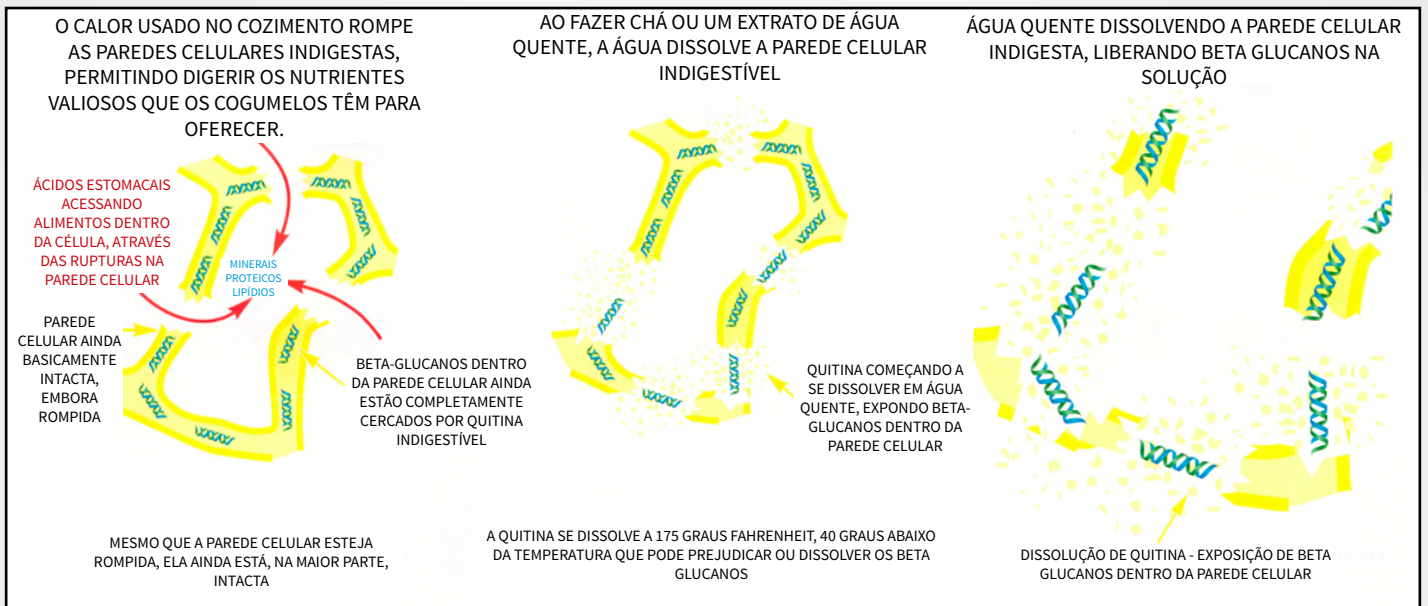 O CALOR USADO NO COZIMENTO ROMPE
AS PAREDES CELULARES INDIGESTAS,
PERMITINDO DIGERIR OS NUTRIENTES
VALIOSOS QUE OS COGUMELOS TÊM PARA
OFERECER.
ÁCIDOS ESTOMACAIS
ACESSANDO
ALIMENTOS DENTRO
DA CÉLULA, ATRAVÉS
DAS RUPTURAS NA
PAREDE CELULAR
MINERAIS
PROTEICOS
LIPÍDIOS
PAREDE
CELULAR AINDA
BASICAMENTE
INTACTA,
EMBORA
ROMPIDA
BETA-GLUCANOS DENTRO
DA PAREDE CELULAR AINDA
ESTÃO COMPLETAMENTE
CERCADOS POR QUITINA
INDIGESTÍVEL
MESMO QUE A PAREDE CELULAR ESTEJA
ROMPIDA, ELA AINDA ESTÁ, NA MAIOR PARTE,
INTACTA
AO FAZER CHÁ OU UM EXTRATO DE ÁGUA
QUENTE, A ÁGUA DISSOLVE A PAREDE CELULAR
INDIGESTÍVEL
QUITINA COMEÇANDO A
SE DISSOLVER EM ÁGUA
QUENTE, EXPONDO BETA-
GLUCANOS DENTRO DA
PAREDE CELULAR
A QUITINA SE DISSOLVE A 175 GRAUS FAHRENHEIT, 40 GRAUS ABAIXO
DA TEMPERATURA QUE PODE PREJUDICAR OU DISSOLVER OS BETA
GLUCANOS
ÁGUA QUENTE DISSOLVENDO A PAREDE CELULAR
INDIGESTA, LIBERANDO BETA GLUCANOS NA
SOLUÇÃO
DISSOLUÇÃO DE QUITINA - EXPOSIÇÃO DE BETA
GLUCANOS DENTRO DA PAREDE CELULAR